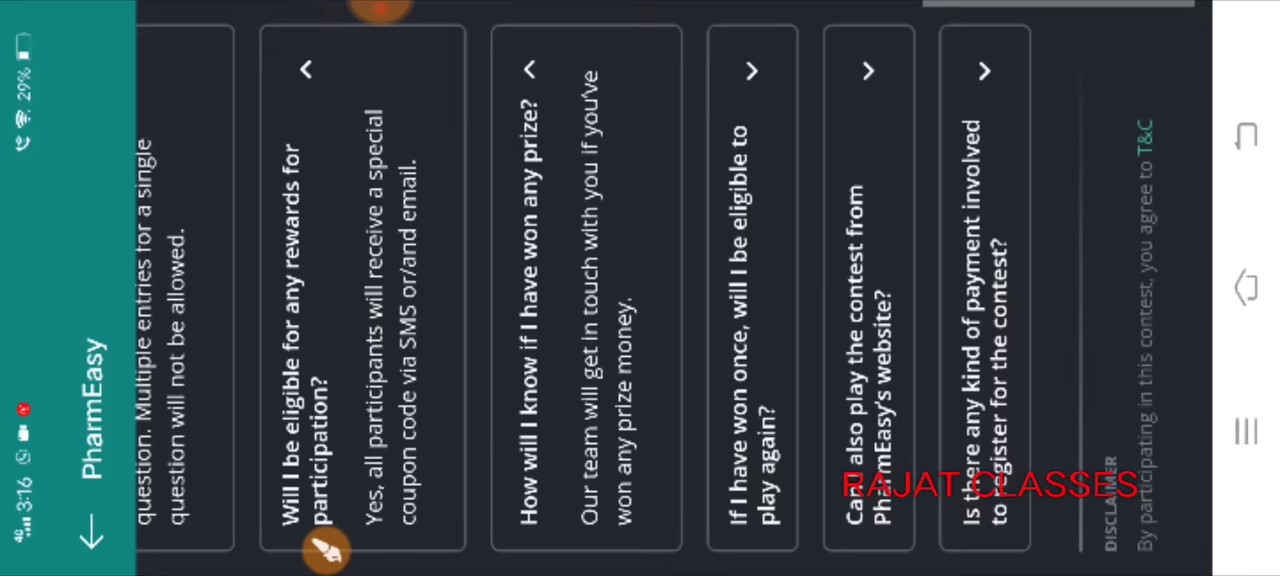 4G 3:16 29%
PharmEasy
question. Multiple entries for a single
question will not be allowed.
Will I be eligible for any rewards for
participation?
Yes, all participants will receive a special
coupon code via SMS or/and email.
How will I know if I have won any prize?
Our team will get in touch with you if you've
won any prize money.
If I have won once, will I be eligible to
play again?
Can I also play the contest from
PharmEasy's website?
Is there any kind of payment involved
to register for the contest?
RAJAT CLASSES
DISCLAIMER
By participating in this contest, you agree to T&C